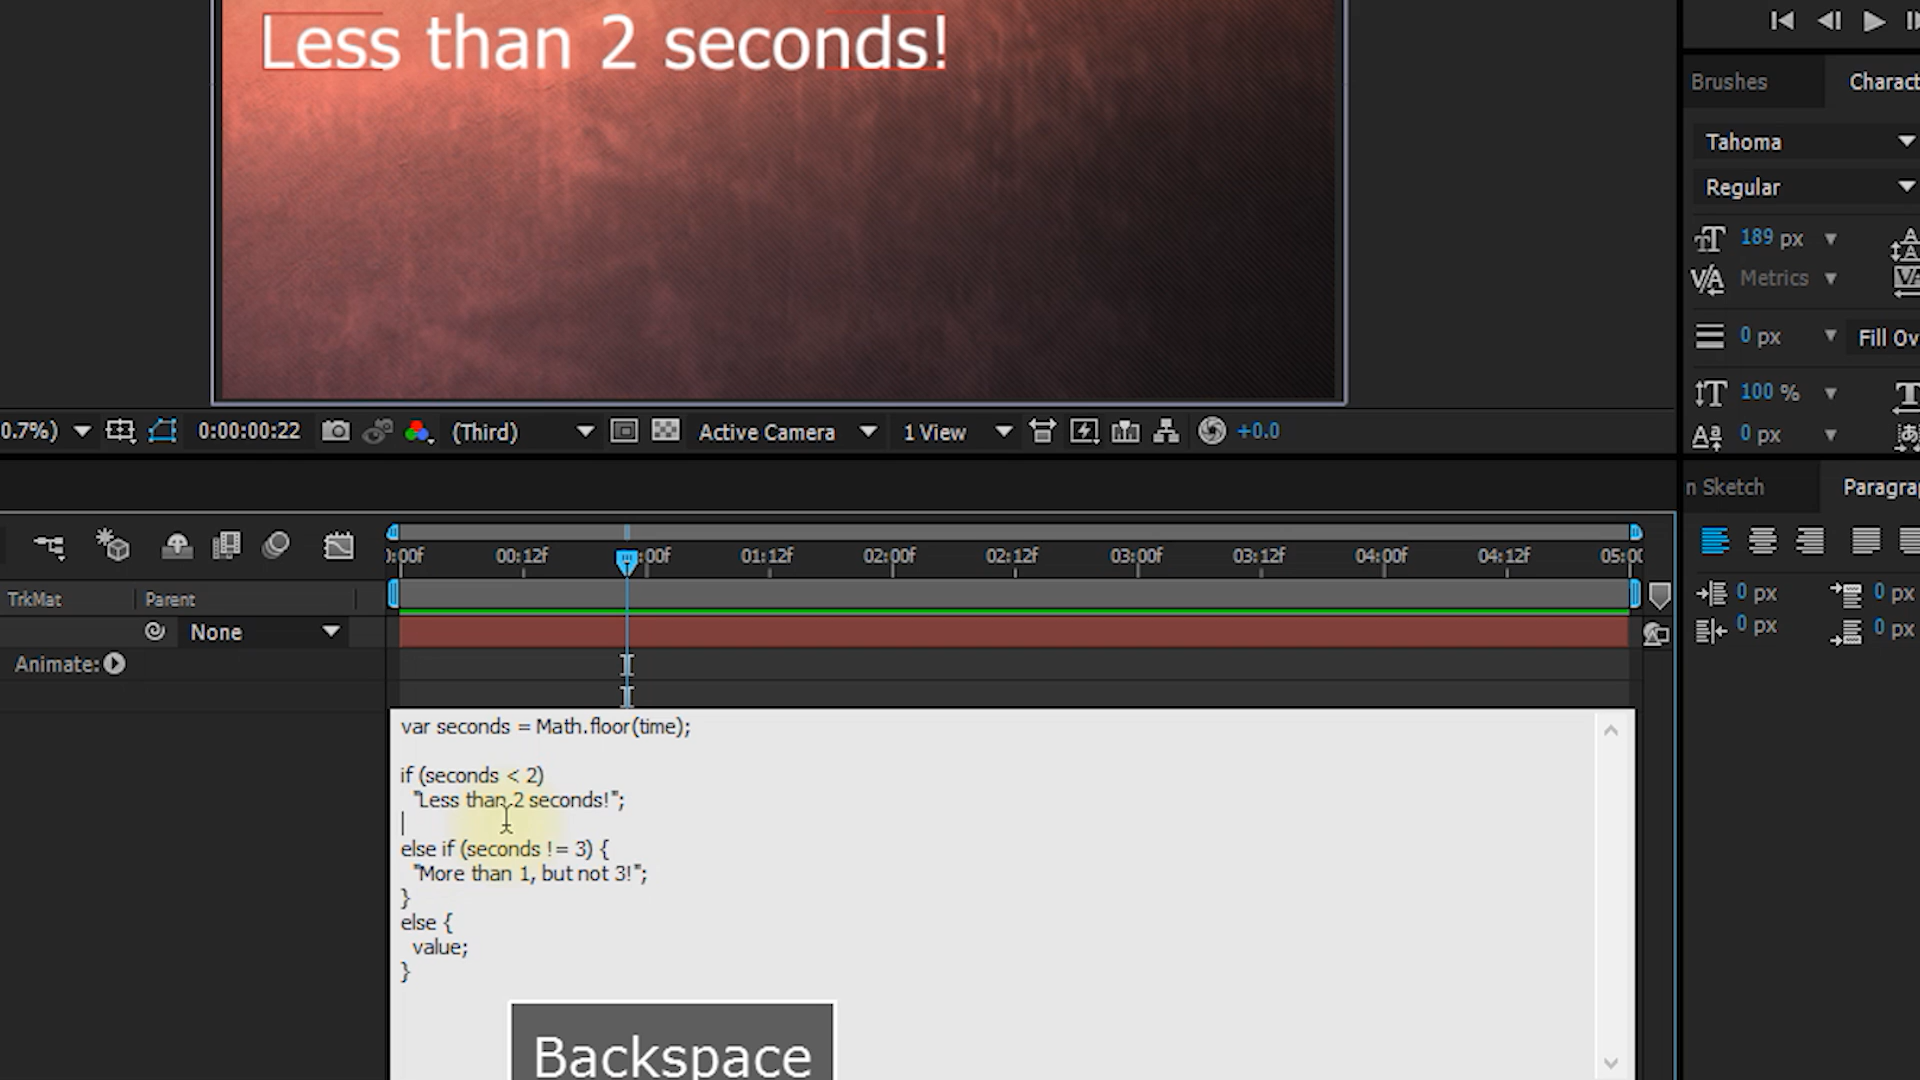 Less than 2 seconds!
Brushes
Charact
Tahoma
Regular
189 px
Metrics
0 px
Fill Ov
100 %
0 px
0.7%)
0:00:00:22
(Third)
Active Camera
1 View
+0.0
n Sketch
Paragra
):00f
00:12f
:00f
01:12f
02:00f
02:12f
03:00f
03:12f
04:00f
04:12f
05:00
0 px
0 px
0 px
0 px
TrkMat
Parent
None
Animate:
var seconds = Math.floor(time);
if (seconds < 2)
"Less than 2 seconds!";
else if (seconds != 3) {
"More than 1, but not 3!";
}
else {
value;
}
Backspace